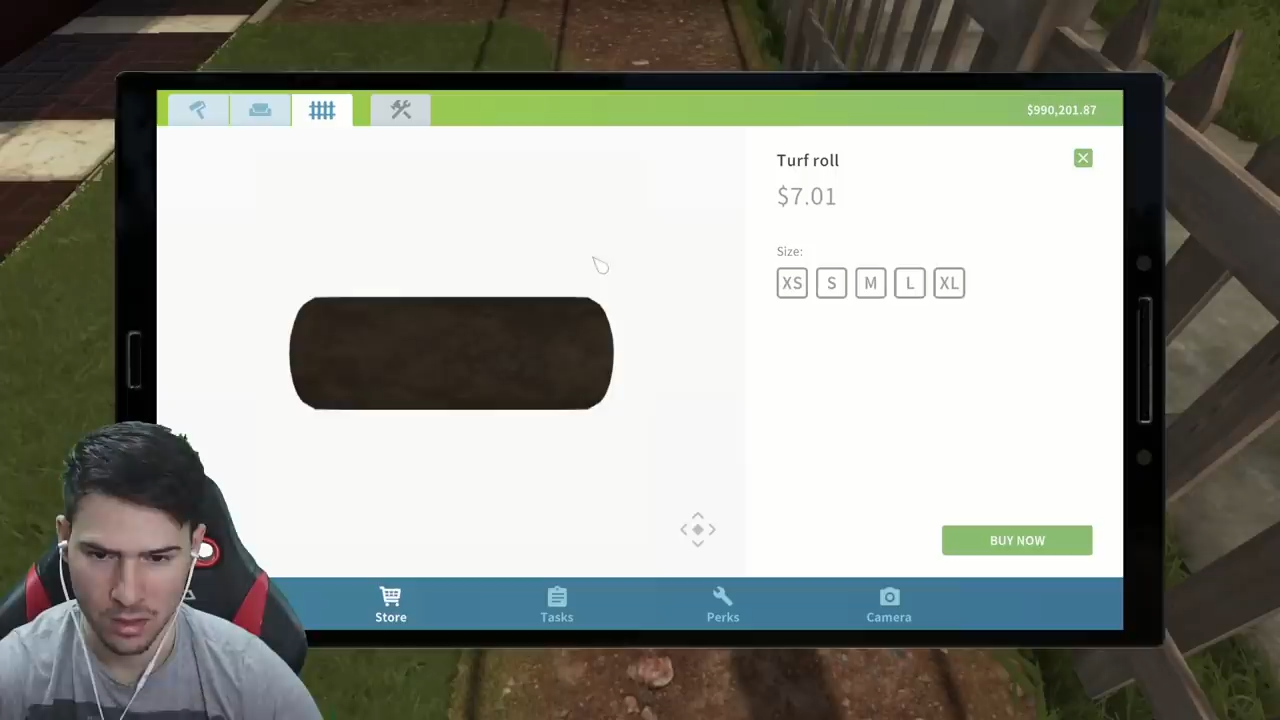 $990,201.87
Turf roll
$7.01
Size:
XS S M L XL
BUY NOW
Store Tasks Perks Camera